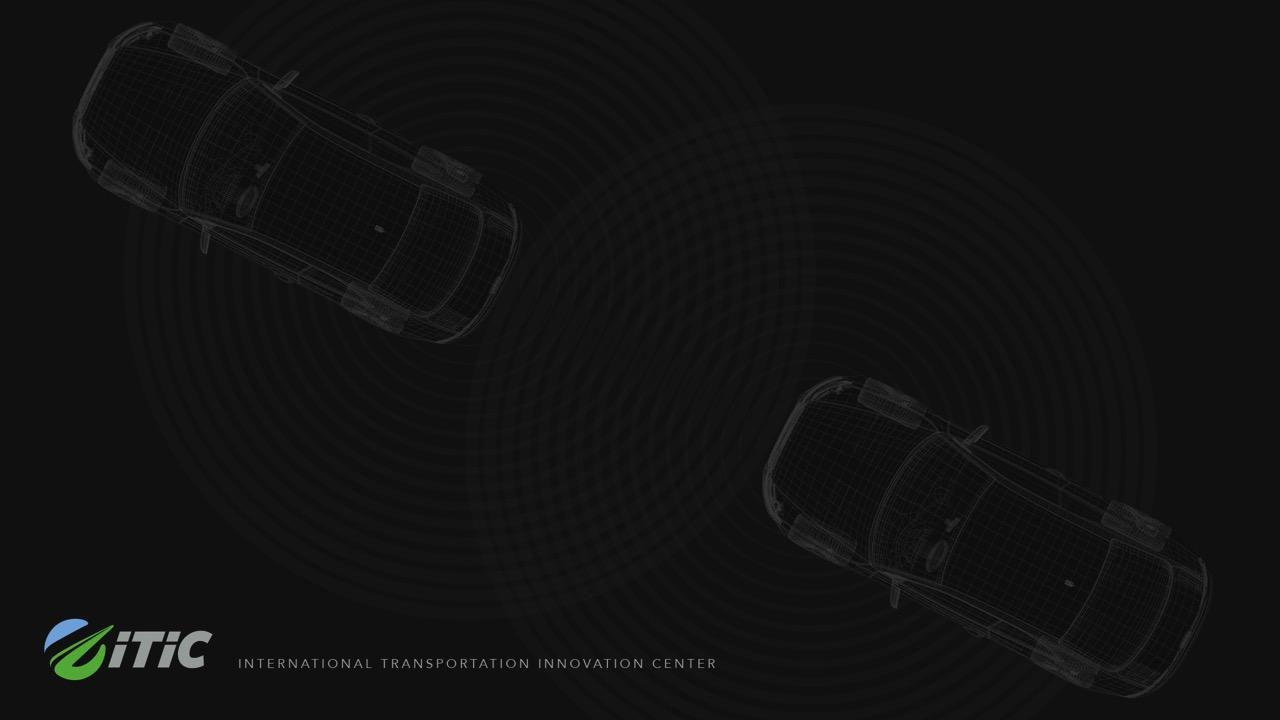 iTiC
INTERNATIONAL TRANSPORTATION INNOVATION CENTER